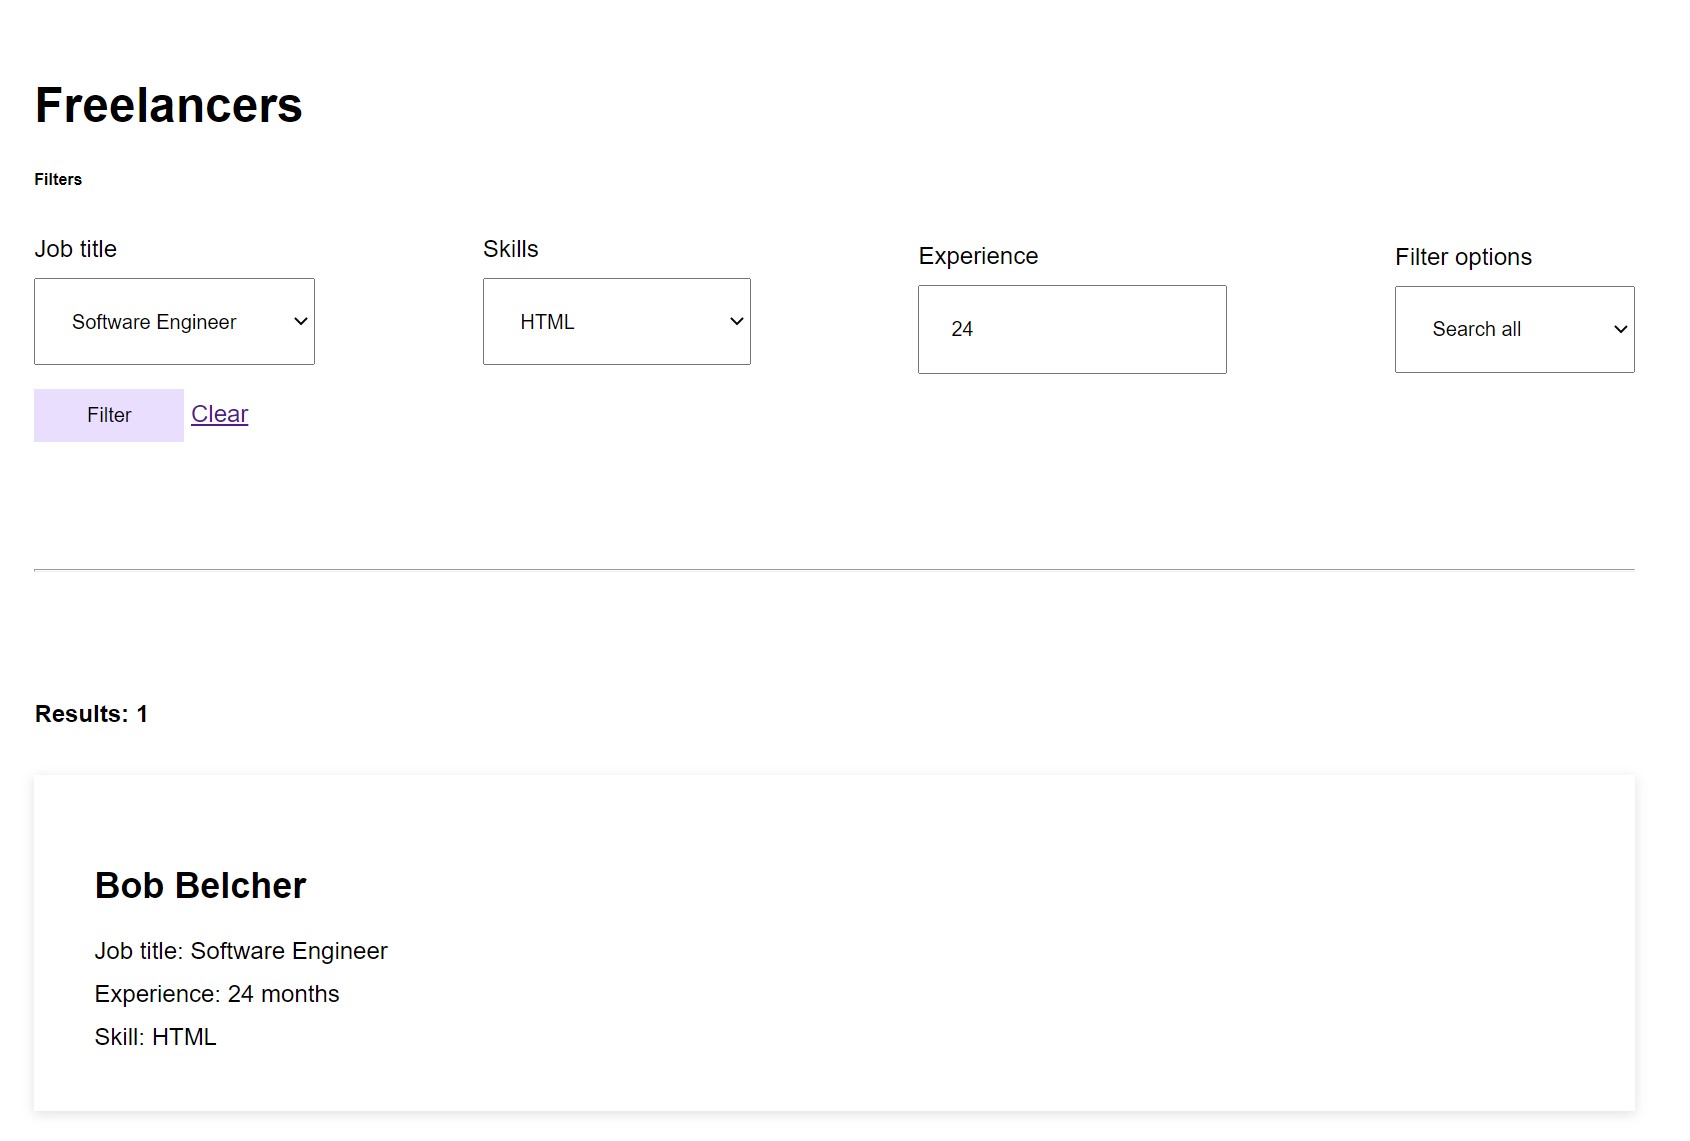 Freelancers
Filters
Job title
Skills
Experience
Filter options
Software Engineer
HTML
24
Search all
Filter Clear
Results: 1
Bob Belcher
Job title: Software Engineer
Experience: 24 months
Skill: HTML